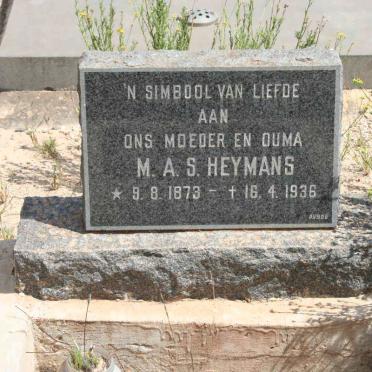 'N SIMBOOL VAN LIEFDE
AAN
ONS MOEDER EN OUMA
M. A. S. HEYMANS
★ 9. 8. 1873 - ✝ 16. 4. 1936